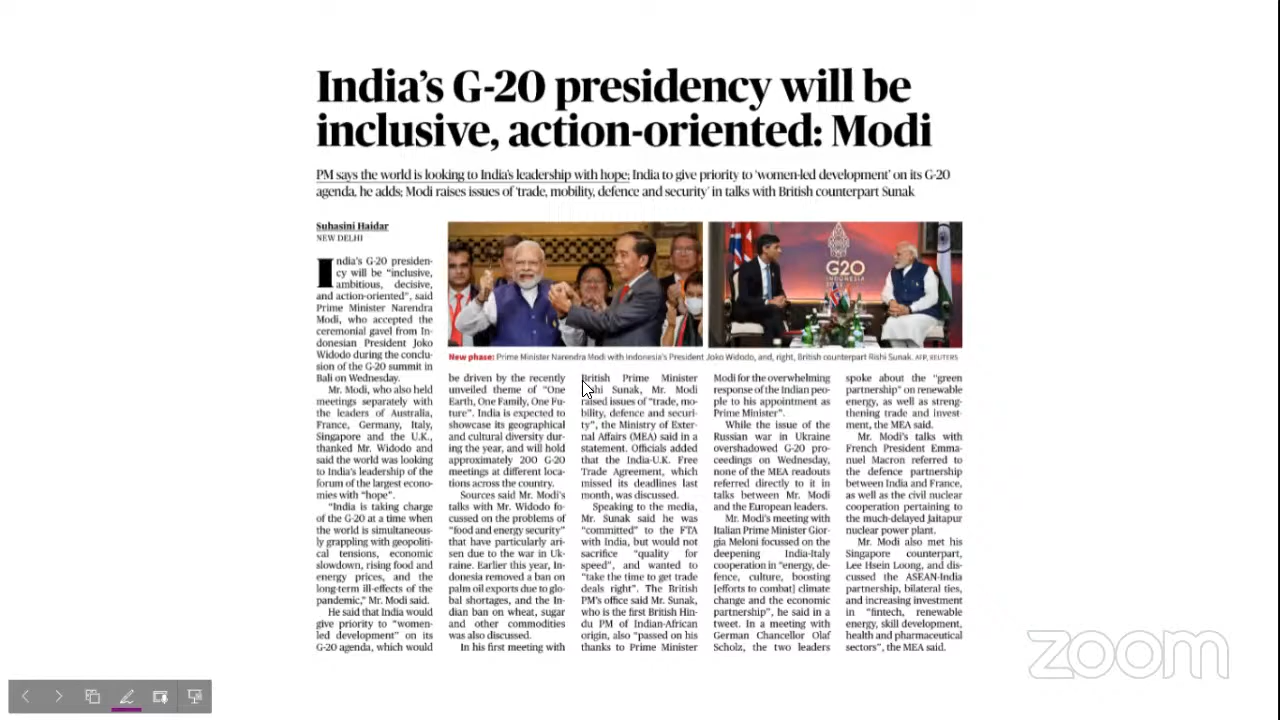 India's G-20 presidency will be
inclusive, action-oriented: Modi
PM says the world is looking to India's leadership with hope; India to give priority to 'women-led development' on its G-20
agenda, he adds; Modi raises issues of 'trade, mobility, defence and security' in talks with British counterpart Sunak
Suhasini Haidar
NEW DELHI
India's G-20 presiden-
cy will be "inclusive,
ambitious, decisive,
and action-oriented", said
Prime Minister Narendra
Modi, who accepted the
ceremonial gavel from In-
donesian President Joko
Widodo during the conclu-
sion of the G-20 summit in
Bali on Wednesday.
Mr. Modi, who also held
meetings separately with
the leaders of Australia,
France, Germany, Italy,
Singapore and the U.K.,
thanked Mr. Widodo and
said the world was looking
to India's leadership of the
forum of the largest econo-
mies with "hope".
"India is taking charge
of the G-20 at a time when
the world is simultaneous-
ly grappling with geopoliti-
cal tensions, economic
slowdown, rising food and
energy prices, and the
long-term ill-effects of the
pandemic," Mr. Modi said.
He said that India would
give priority to "women-
led development" on its
G-20 agenda, which would
G20
INDONESIA
New phase: Prime Minister Narendra Modi with Indonesia's President Joko Widodo, and, right, British counterpart Rishi Sunak. AFP, REUTERS
be driven by the recently
unveiled theme of "One
Earth, One Family, One Fu-
ture". India is expected to
showcase its geographical
and cultural diversity dur-
ing the year, and will hold
approximately 200 G-20
meetings at different loca-
tions across the country.
Sources said Mr. Modi's
talks with Mr. Widodo fo-
cussed on the problems of
"food and energy security"
that have particularly ari-
sen due to the war in Uk-
raine. Earlier this year, In-
donesia removed a ban on
palm oil exports due to glo-
bal shortages, and the In-
dian ban on wheat, sugar
and other commodities
was also discussed.
In his first meeting with
British Prime Minister
Rishi Sunak, Mr. Modi
raised issues of "trade, mo-
bility, defence and securi-
ty", the Ministry of Exter-
nal Affairs (MEA) said in a
statement. Officials added
that the India-U.K. Free
Trade Agreement, which
missed its deadlines last
month, was discussed.
Speaking to the media,
Mr. Sunak said he was
"committed" to the FTA
with India, but would not
sacrifice "quality for
speed", and wanted to
"take the time to get trade
deals right". The British
PM's office said Mr. Sunak,
who is the first British Hin-
du PM of Indian-African
origin, also "passed on his
thanks to Prime Minister
Modi for the overwhelming
response of the Indian peo-
ple to his appointment as
Prime Minister".
While the issue of the
Russian war in Ukraine
overshadowed G-20 pro-
ceedings on Wednesday,
none of the MEA readouts
referred directly to it in
talks between Mr. Modi
and the European leaders.
Mr. Modi's meeting with
Italian Prime Minister Gior-
gia Meloni focussed on the
deepening India-Italy
cooperation in "energy, de-
fence, culture, boosting
[efforts to combat] climate
change and the economic
partnership", he said in a
tweet. In a meeting with
German Chancellor Olaf
Scholz, the two leaders
spoke about the "green
partnership" on renewable
energy, as well as streng-
thening trade and invest-
ment, the MEA said.
Mr. Modi's talks with
French President Emma-
nuel Macron referred to
the defence partnership
between India and France,
as well as the civil nuclear
cooperation pertaining to
the much-delayed Jaitapur
nuclear power plant.
Mr. Modi also met his
Singapore counterpart,
Lee Hsein Loong, and dis-
cussed the ASEAN-India
partnership, bilateral ties,
and increasing investment
in "fintech, renewable
energy, skill development,
health and pharmaceutical
sectors", the MEA said.
zoom